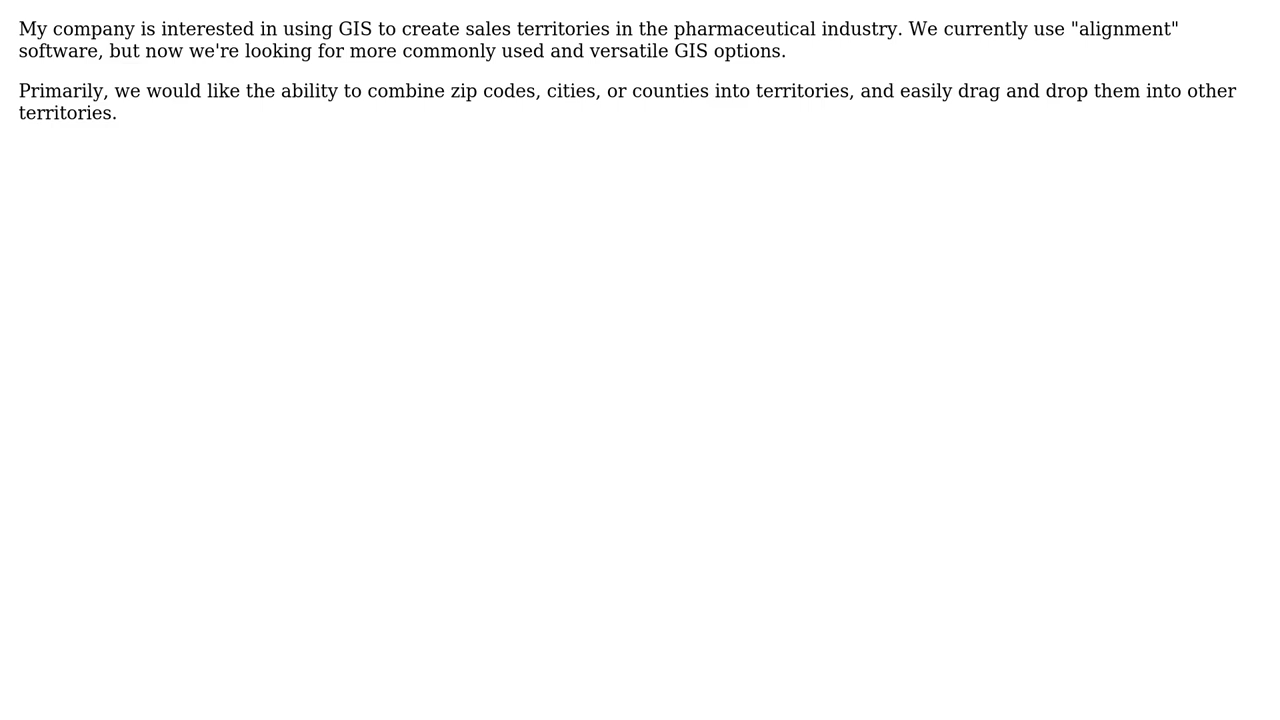 My company is interested in using GIS to create sales territories in the pharmaceutical industry. We currently use "alignment"
software, but now we're looking for more commonly used and versatile GIS options.
Primarily, we would like the ability to combine zip codes, cities, or counties into territories, and easily drag and drop them into other
territories.